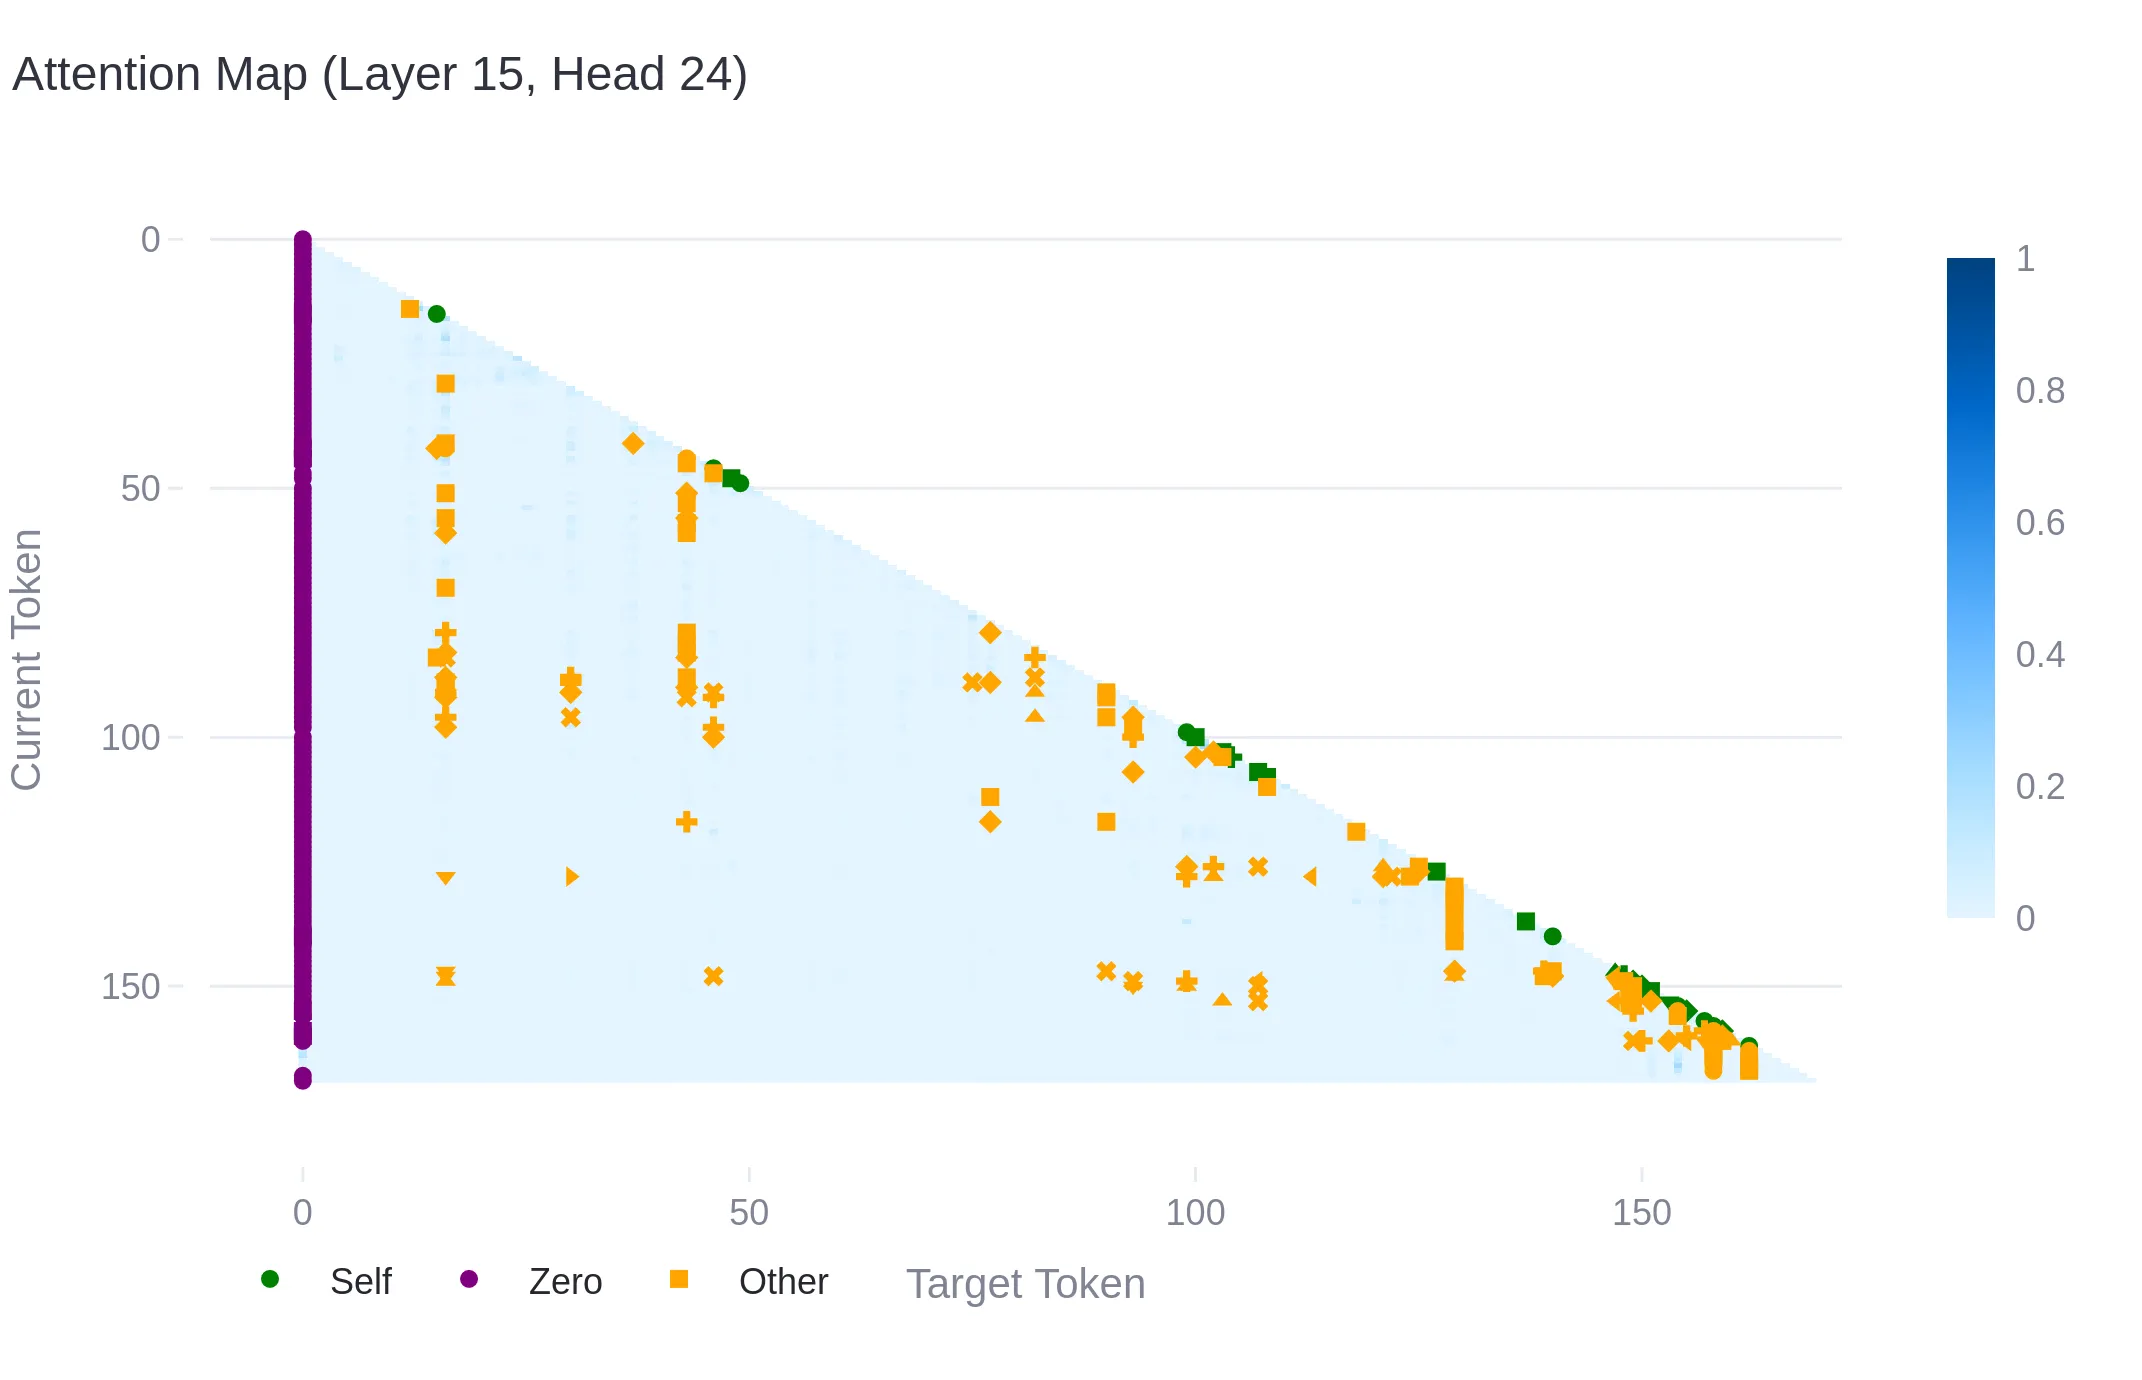 Attention Map (Layer 15, Head 24)
0
50
100
150
Current Token
1
0.8
0.6
0.4
0.2
0
0 50 100 150
Self Zero Other Target Token